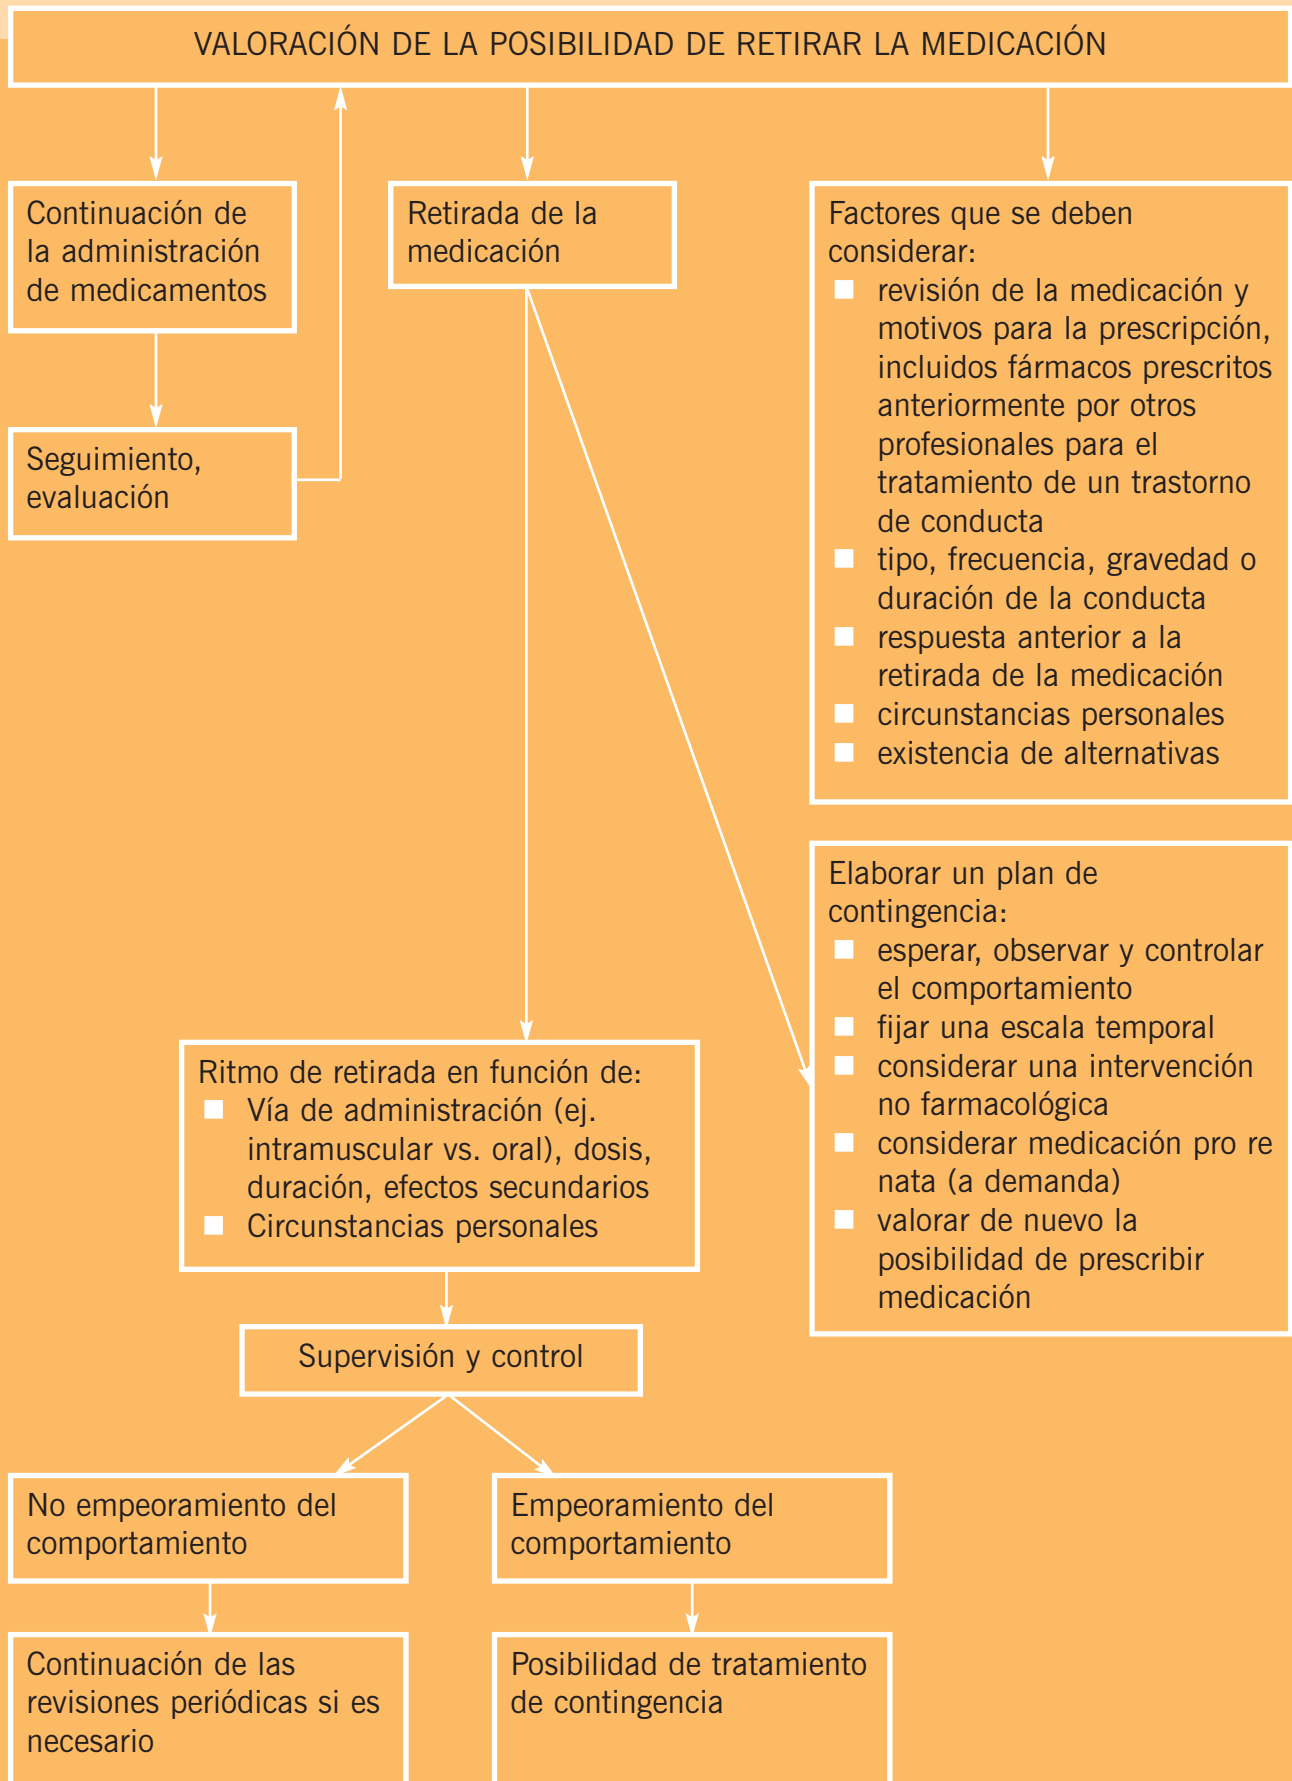 VALORACIÓN DE LA POSIBILIDAD DE RETIRAR LA MEDICACIÓN
Continuación de
la administración
de medicamentos
Seguimiento,
evaluación
Retirada de la
medicación
Factores que se deben
considerar:
revisión de la medicación y
motivos para la prescripción,
incluidos fármacos prescritos
anteriormente por otros
profesionales para el
tratamiento de un trastorno
de conducta
tipo, frecuencia, gravedad o
duración de la conducta
respuesta anterior a la
retirada de la medicación
circunstancias personales
existencia de alternativas
Elaborar un plan de
contingencia:
esperar, observar y controlar
el comportamiento
fijar una escala temporal
considerar una intervención
no farmacológica
considerar medicación pro re
nata (a demanda)
valorar de nuevo la
posibilidad de prescribir
medicación
Ritmo de retirada en función de:
Vía de administración (ej.
intramuscular vs. oral), dosis,
duración, efectos secundarios
Circunstancias personales
Supervisión y control
No empeoramiento del
comportamiento
Empeoramiento del
comportamiento
Continuación de las
revisiones periódicas si es
necesario
Posibilidad de tratamiento
de contingencia